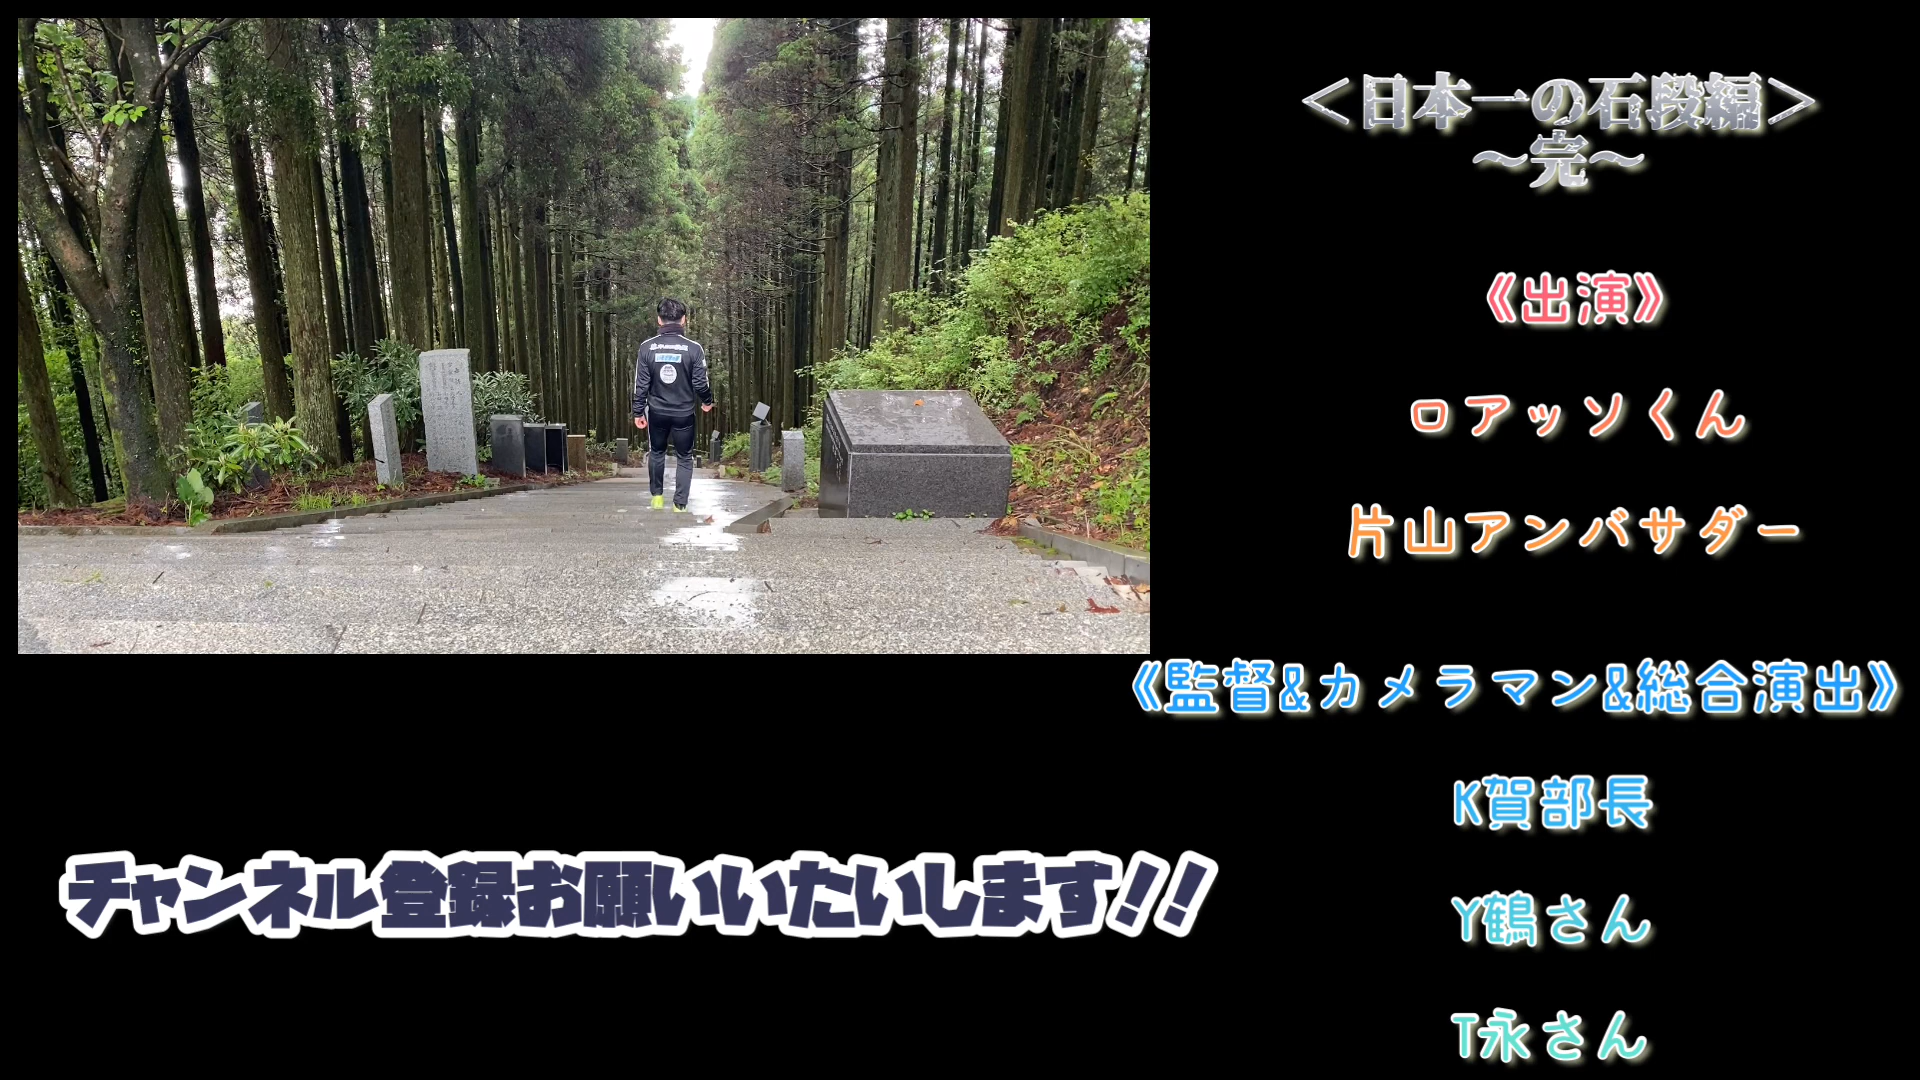 ＜日本一の石段編＞
～完～
《出演》
ロアッソくん
片山アンバサダー
《監督&カメラマン&総合演出》
K賀部長
Y鶴さん
T永さん
チャンネル登録お願いいたいします!!